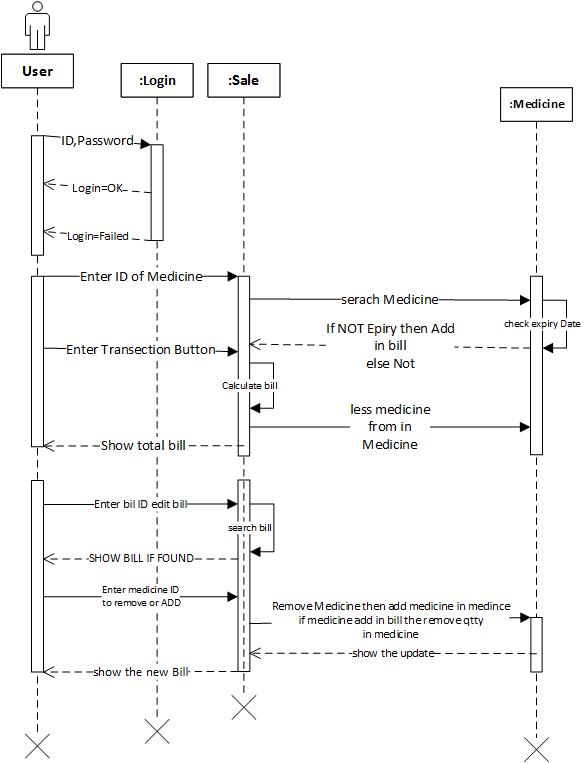 User
:Login
:Sale
:Medicine
ID,Password
Login=OK
Login=Failed
Enter ID of Medicine
serach Medicine
check expiry Date
If NOT Epiry then Add
in bill
else Not
Enter Transection Button
Calculate bill
less medicine
from in
Medicine
Show total bill
Enter bil ID edit bill
search bill
SHOW BILL IF FOUND
Enter medicine ID
to remove or ADD
Remove Medicine then add medicine in medince
if medicine add in bill the remove qtty
in medicine
show the update
show the new Bill